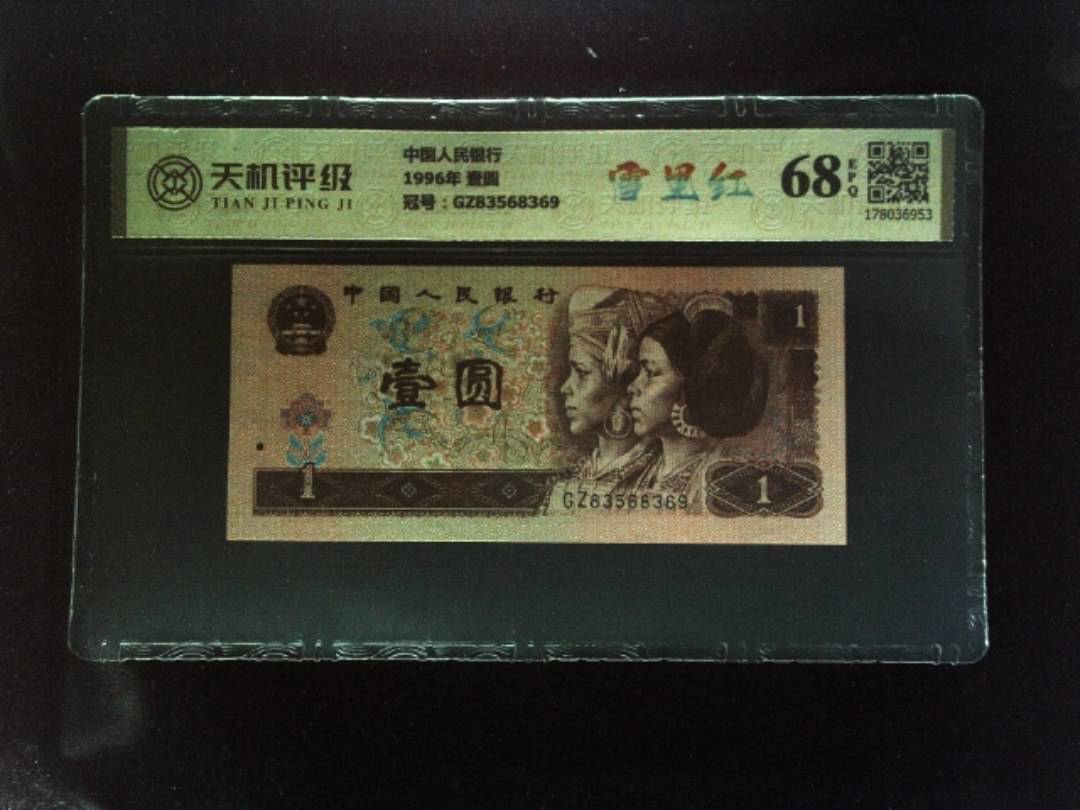 天机评级
TIAN JI PING JI
中国人民银行
1996年 壹圆
冠号：GZ83568369
雪里红
68
EPQ
178036953
中国人民银行
壹圆
1
1
GZ83568369
1